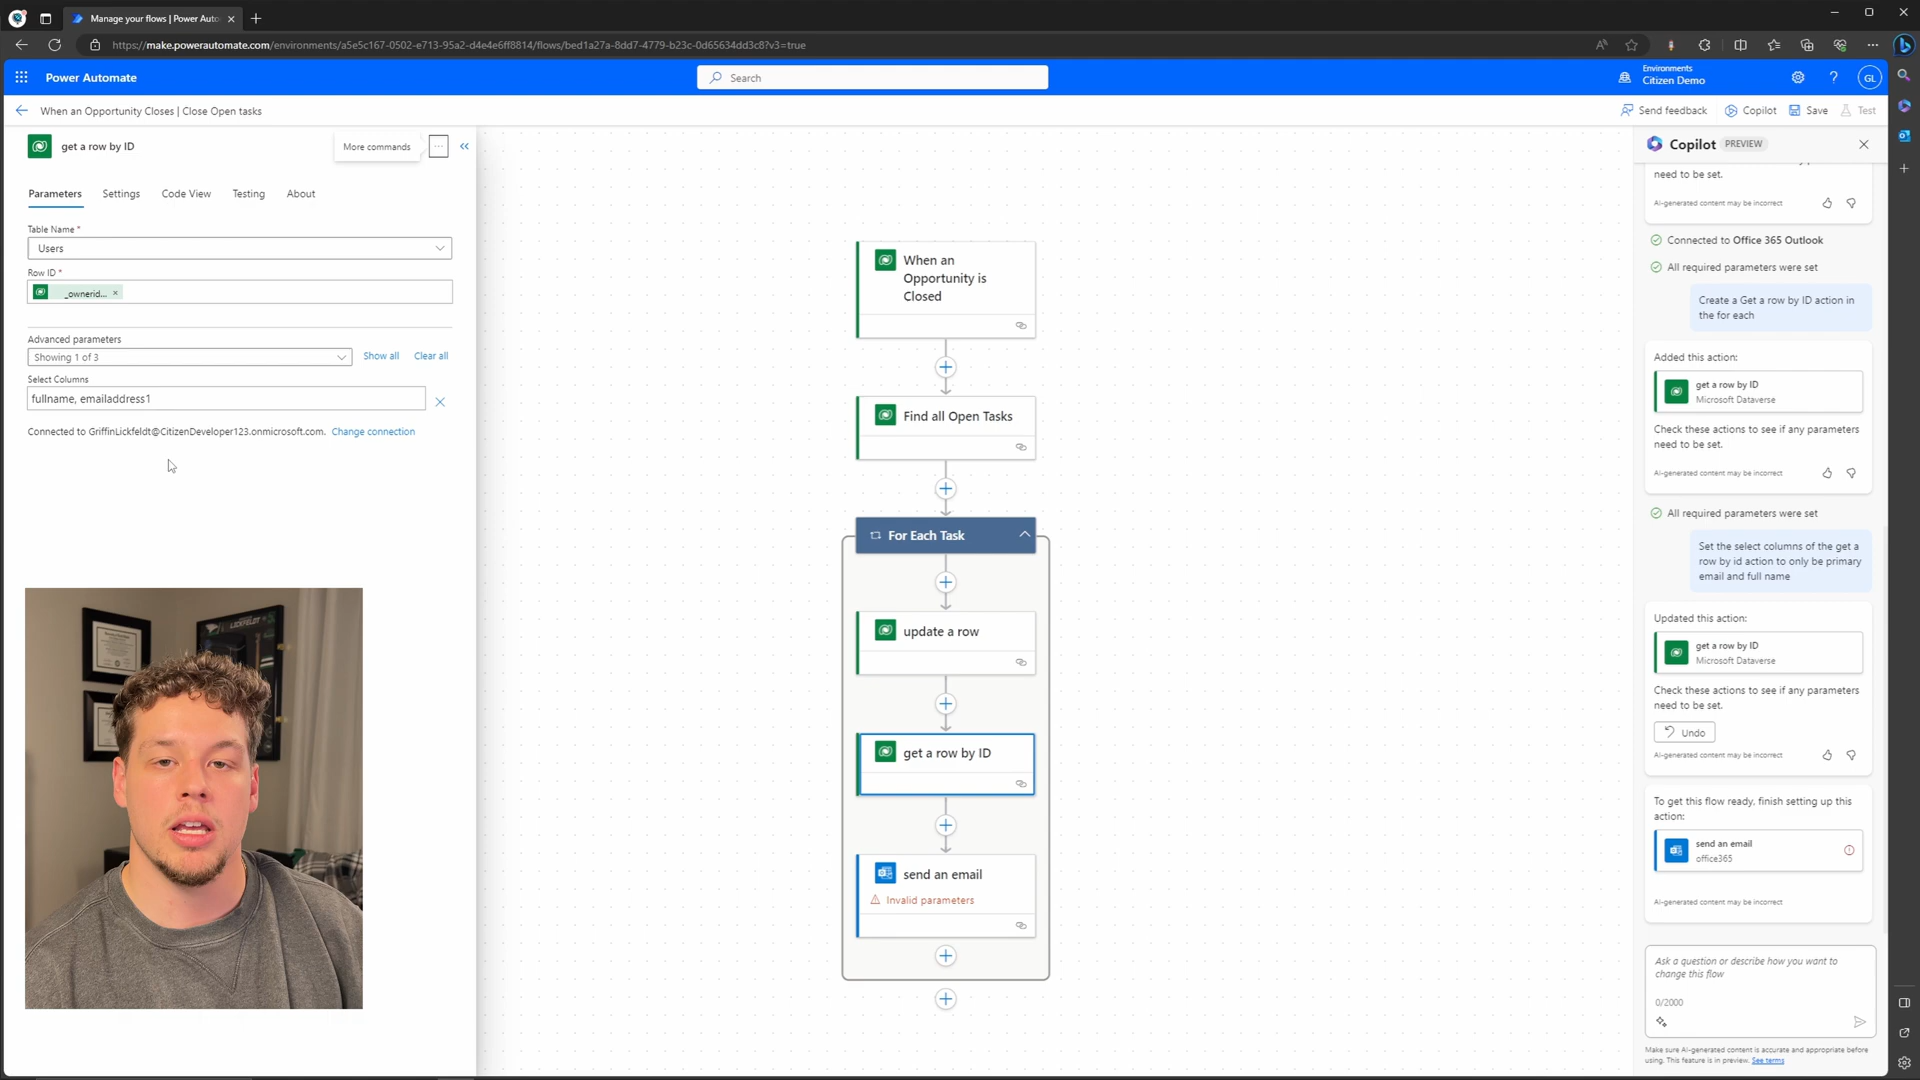 Manage your flows | Power Auto
https://make.powerautomate.com/environments/a5e5c167-0502-e713-95a2-d4e4e6ff8814/flows/bed1a27a-8dd7-4779-b23c-0d65634dd3c8?v3=true
Power Automate
Search
Environments
Citizen Demo
GL
When an Opportunity Closes | Close Open tasks
Send feedback
Copilot
Save
Test
get a row by ID
More commands
Parameters
Settings
Code View
Testing
About
Table Name *
Users
Row ID *
_ownerid...
Advanced parameters
Showing 1 of 3
Show all
Clear all
Select Columns
fullname, emailaddress1
Connected to GriffinLickfeldt@CitizenDeveloper123.onmicrosoft.com. Change connection
When an
Opportunity is
Closed
Find all Open Tasks
For Each Task
update a row
get a row by ID
send an email
Invalid parameters
Copilot PREVIEW
need to be set.
AI-generated content may be incorrect
Connected to Office 365 Outlook
All required parameters were set
Create a Get a row by ID action in
the for each
Added this action:
get a row by ID
Microsoft Dataverse
Check these actions to see if any parameters
need to be set.
AI-generated content may be incorrect
All required parameters were set
Set the select columns of the get a
row by id action to only be primary
email and full name
Updated this action:
get a row by ID
Microsoft Dataverse
Check these actions to see if any parameters
need to be set.
Undo
AI-generated content may be incorrect
To get this flow ready, finish setting up this
action:
send an email
office365
AI-generated content may be incorrect
Ask a question or describe how you want to
change this flow
0/2000
Make sure AI-generated content is accurate and appropriate before
using. This feature is in preview. See terms
LICKFELDT